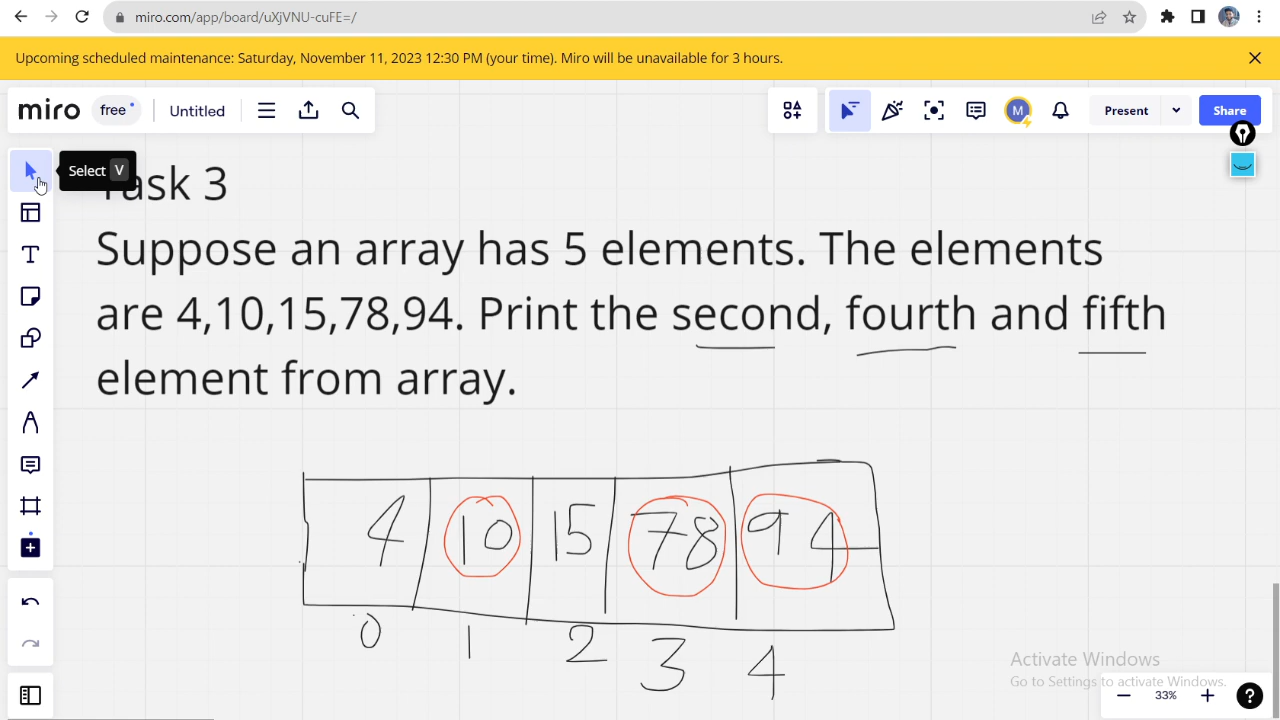 miro.com/app/board/uXjVNU-cuFE=/
Upcoming scheduled maintenance: Saturday, November 11, 2023 12:30 PM (your time). Miro will be unavailable for 3 hours.
miro free Untitled M Present Share
Select V
Task 3
Suppose an array has 5 elements. The elements
are 4,10,15,78,94. Print the second, fourth and fifth
element from array.
4 10 15 78 94
0 1 2 3 4
Activate Windows
Go to Settings to activate Windows.
33%